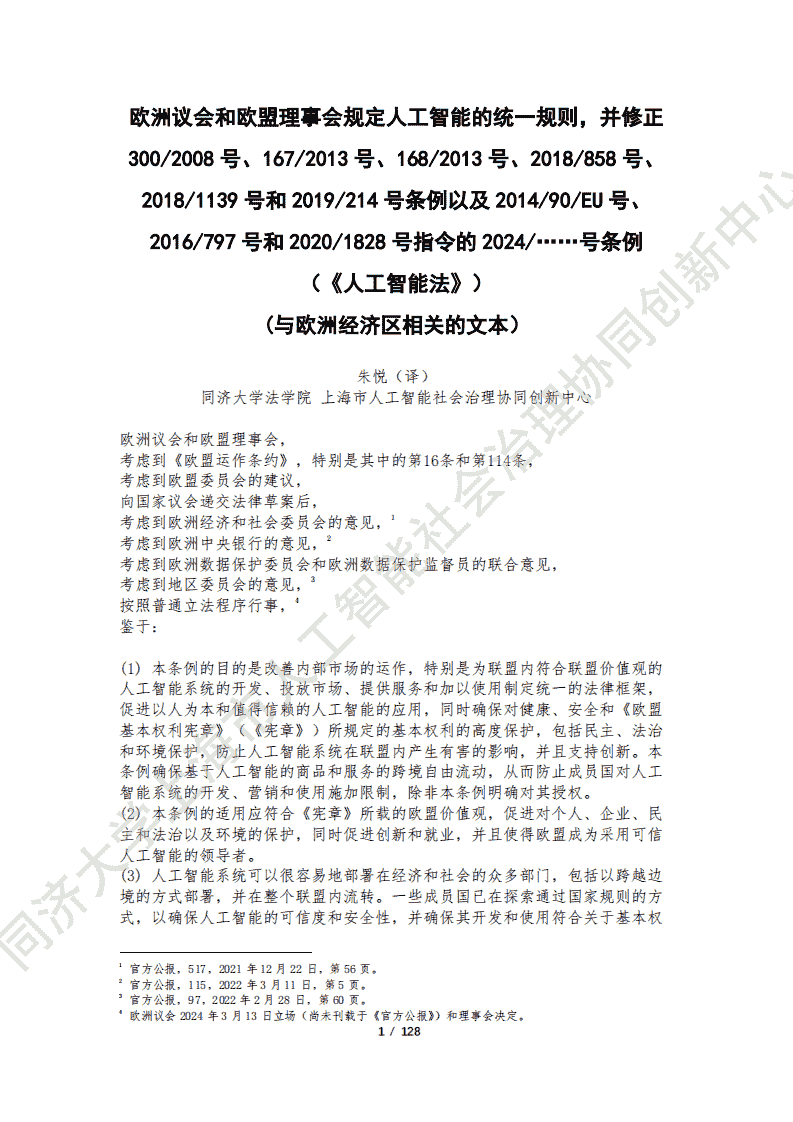 欧洲议会和欧盟理事会规定人工智能的统一规则，并修正
300/2008 号、167/2013 号、168/2013 号、2018/858 号、
2018/1139 号和 2019/214 号条例以及 2014/90/EU 号、
2016/797 号和 2020/1828 号指令的 2024/……号条例
（《人工智能法》）
(与欧洲经济区相关的文本）
朱悦（译）
同济大学法学院 上海市人工智能社会治理协同创新中心
欧洲议会和欧盟理事会，
考虑到《欧盟运作条约》，特别是其中的第16条和第114条，
考虑到欧盟委员会的建议，
向国家议会递交法律草案后，
考虑到欧洲经济和社会委员会的意见，1
考虑到欧洲中央银行的意见，2
考虑到欧洲数据保护委员会和欧洲数据保护监督员的联合意见，
考虑到地区委员会的意见，3
按照普通立法程序行事，4
鉴于：
(1) 本条例的目的是改善内部市场的运作，特别是为联盟内符合联盟价值观的
人工智能系统的开发、投放市场、提供服务和加以使用制定统一的法律框架，
促进以人为本和值得信赖的人工智能的应用，同时确保对健康、安全和《欧盟
基本权利宪章》（《宪章》）所规定的基本权利的高度保护，包括民主、法治
和环境保护，防止人工智能系统在联盟内产生有害的影响，并且支持创新。本
条例确保基于人工智能的商品和服务的跨境自由流动，从而防止成员国对人工
智能系统的开发、营销和使用施加限制，除非本条例明确对其授权。
(2) 本条例的适用应符合《宪章》所载的欧盟价值观，促进对个人、企业、民
主和法治以及环境的保护，同时促进创新和就业，并且使得欧盟成为采用可信
人工智能的领导者。
(3) 人工智能系统可以很容易地部署在经济和社会的众多部门，包括以跨越边
境的方式部署，并在整个联盟内流转。一些成员国已在探索通过国家规则的方
式，以确保人工智能的可信度和安全性，并确保其开发和使用符合关于基本权
1 官方公报，517，2021 年 12 月 22 日，第 56 页。
2 官方公报，115，2022 年 3 月 11 日，第 5 页。
3 官方公报，97，2022 年 2 月 28 日，第 60 页。
4 欧洲议会 2024 年 3 月 13 日立场（尚未刊载于《官方公报》）和理事会决定。
1 / 128
同济大学上海市人工智能社会治理协同创新中心